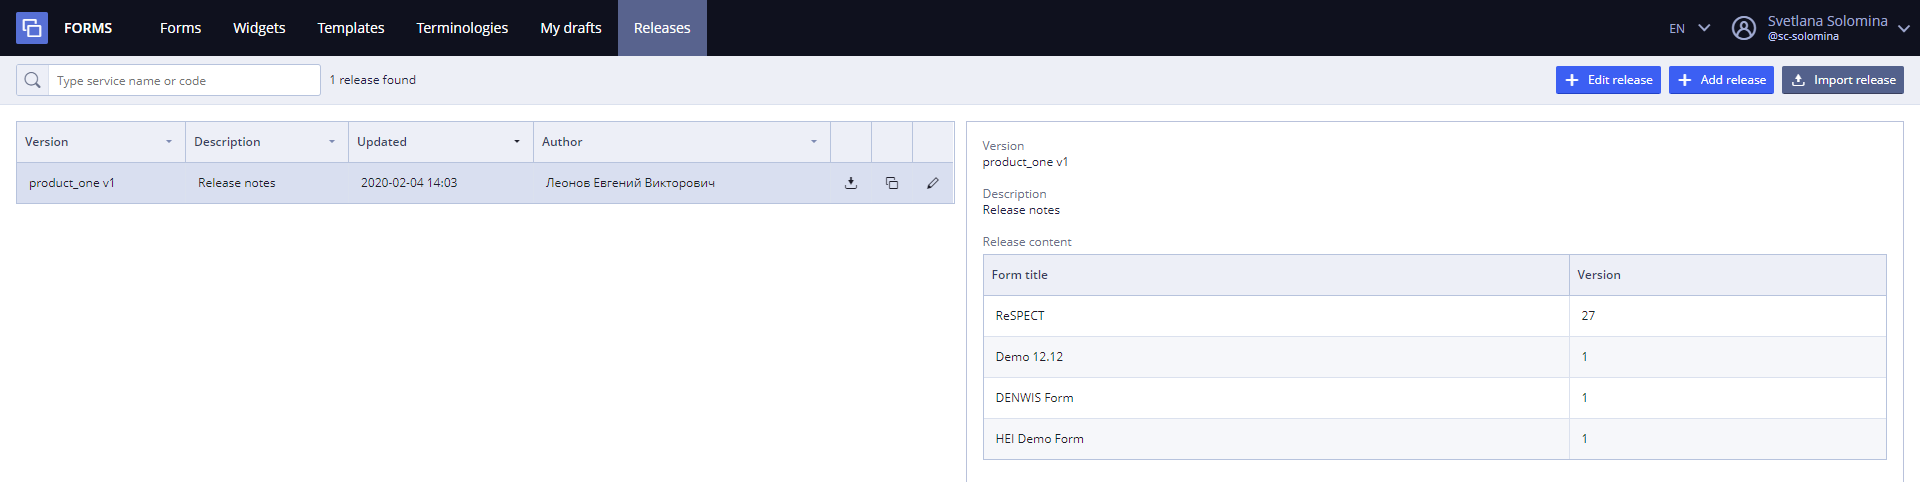 FORMS Forms Widgets Templates Terminologies My drafts Releases EN Svetlana Solomina
@sc-solomina
Type service name or code 1 release found Edit release Add release Import release
Version Description Updated Author
product_one v1 Release notes 2020-02-04 14:03 Леонов Евгений Викторович
Version
product_one v1
Description
Release notes
Release content
Form title Version
ReSPECT 27
Demo 12.12 1
DENWIS Form 1
HEI Demo Form 1